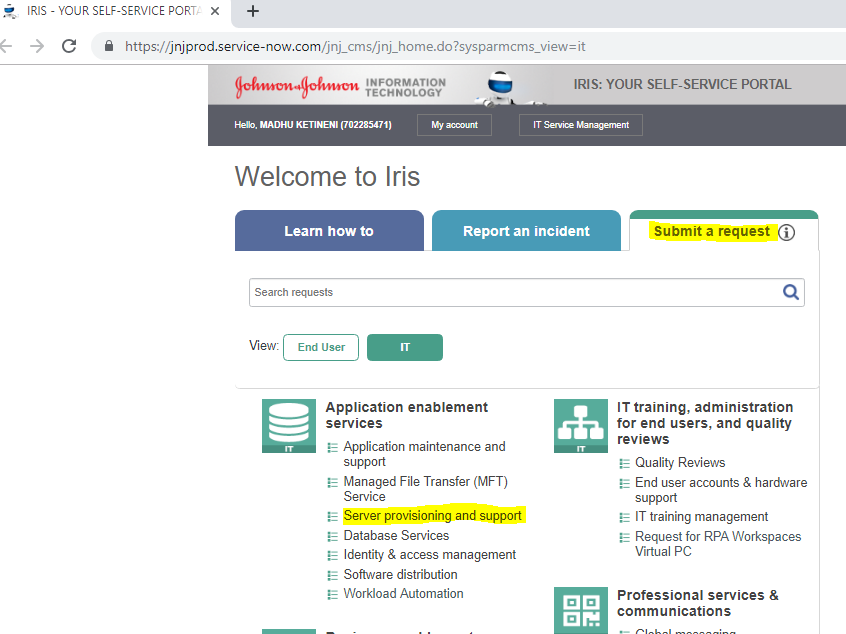 IRIS - YOUR SELF-SERVICE PORTA
https://jnjprod.service-now.com/jnj_cms/jnj_home.do?sysparmcms_view=it
Johnson & Johnson INFORMATION
TECHNOLOGY
IRIS: YOUR SELF-SERVICE PORTAL
Hello, MADHU KETINENI (702285471)
My account
IT Service Management
Welcome to Iris
Learn how to
Report an incident
Submit a request
Search requests
View:
End User
IT
IT
Application enablement
services
Application maintenance and
support
Managed File Transfer (MFT)
Service
Server provisioning and support
Database Services
Identity & access management
Software distribution
Workload Automation
IT
IT training, administration
for end users, and quality
reviews
Quality Reviews
End user accounts & hardware
support
IT training management
Request for RPA Workspaces
Virtual PC
Professional services &
communications